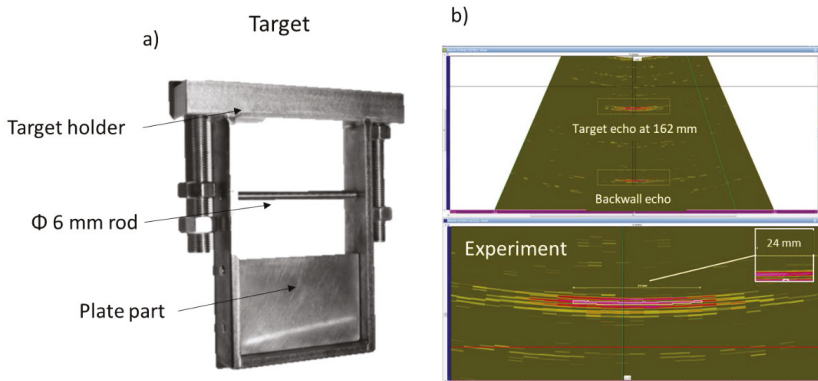 a)
Target
b)
Target holder
Φ 6 mm rod
Plate part
Target echo at 162 mm
Backwall echo
Experiment
24 mm